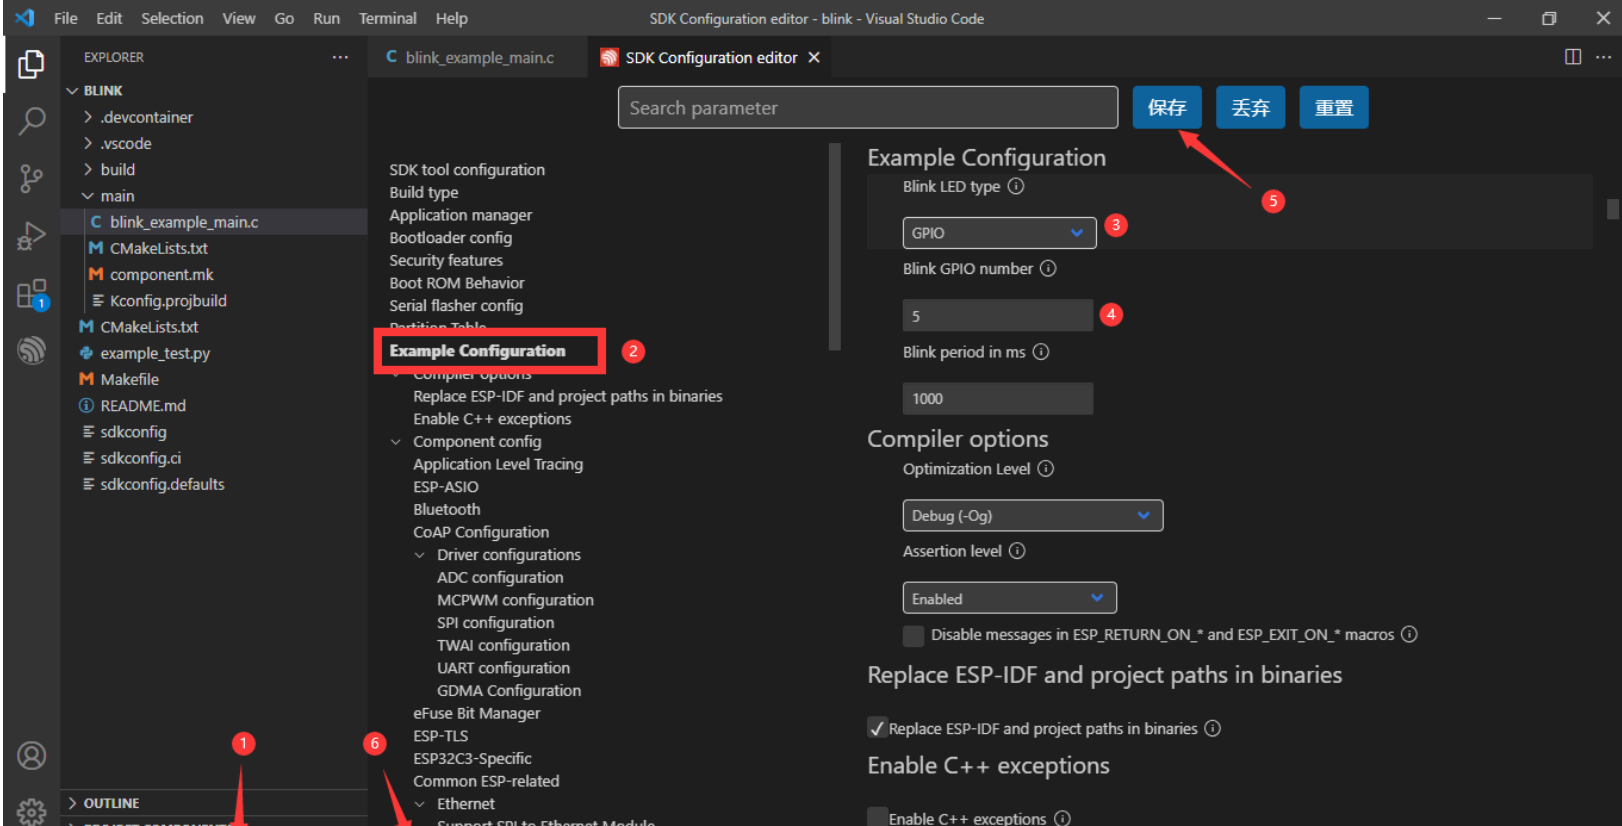 File Edit Selection View Go Run Terminal Help
SDK Configuration editor - blink - Visual Studio Code
EXPLORER
BLINK
.devcontainer
.vscode
build
main
C blink_example_main.c
M CMakeLists.txt
M component.mk
Kconfig.projbuild
M CMakeLists.txt
example_test.py
M Makefile
README.md
sdkconfig
sdkconfig.ci
sdkconfig.defaults
1
1
OUTLINE
PROJECT COMPONENTS
C blink_example_main.c
SDK Configuration editor
Search parameter
保存 丢弃 重置
5
SDK tool configuration
Build type
Application manager
Bootloader config
Security features
Boot ROM Behavior
Serial flasher config
Partition Table
Example Configuration
2
Compiler options
Replace ESP-IDF and project paths in binaries
Enable C++ exceptions
Component config
Application Level Tracing
ESP-ASIO
Bluetooth
CoAP Configuration
Driver configurations
ADC configuration
MCPWM configuration
SPI configuration
TWAI configuration
UART configuration
GDMA Configuration
eFuse Bit Manager
ESP-TLS
6
ESP32C3-Specific
Common ESP-related
Ethernet
Support SPI to Ethernet Module
Example Configuration
Blink LED type
GPIO
3
Blink GPIO number
5
4
Blink period in ms
1000
Compiler options
Optimization Level
Debug (-Og)
Assertion level
Enabled
Disable messages in ESP_RETURN_ON_* and ESP_EXIT_ON_* macros
Replace ESP-IDF and project paths in binaries
Replace ESP-IDF and project paths in binaries
Enable C++ exceptions
Enable C++ exceptions